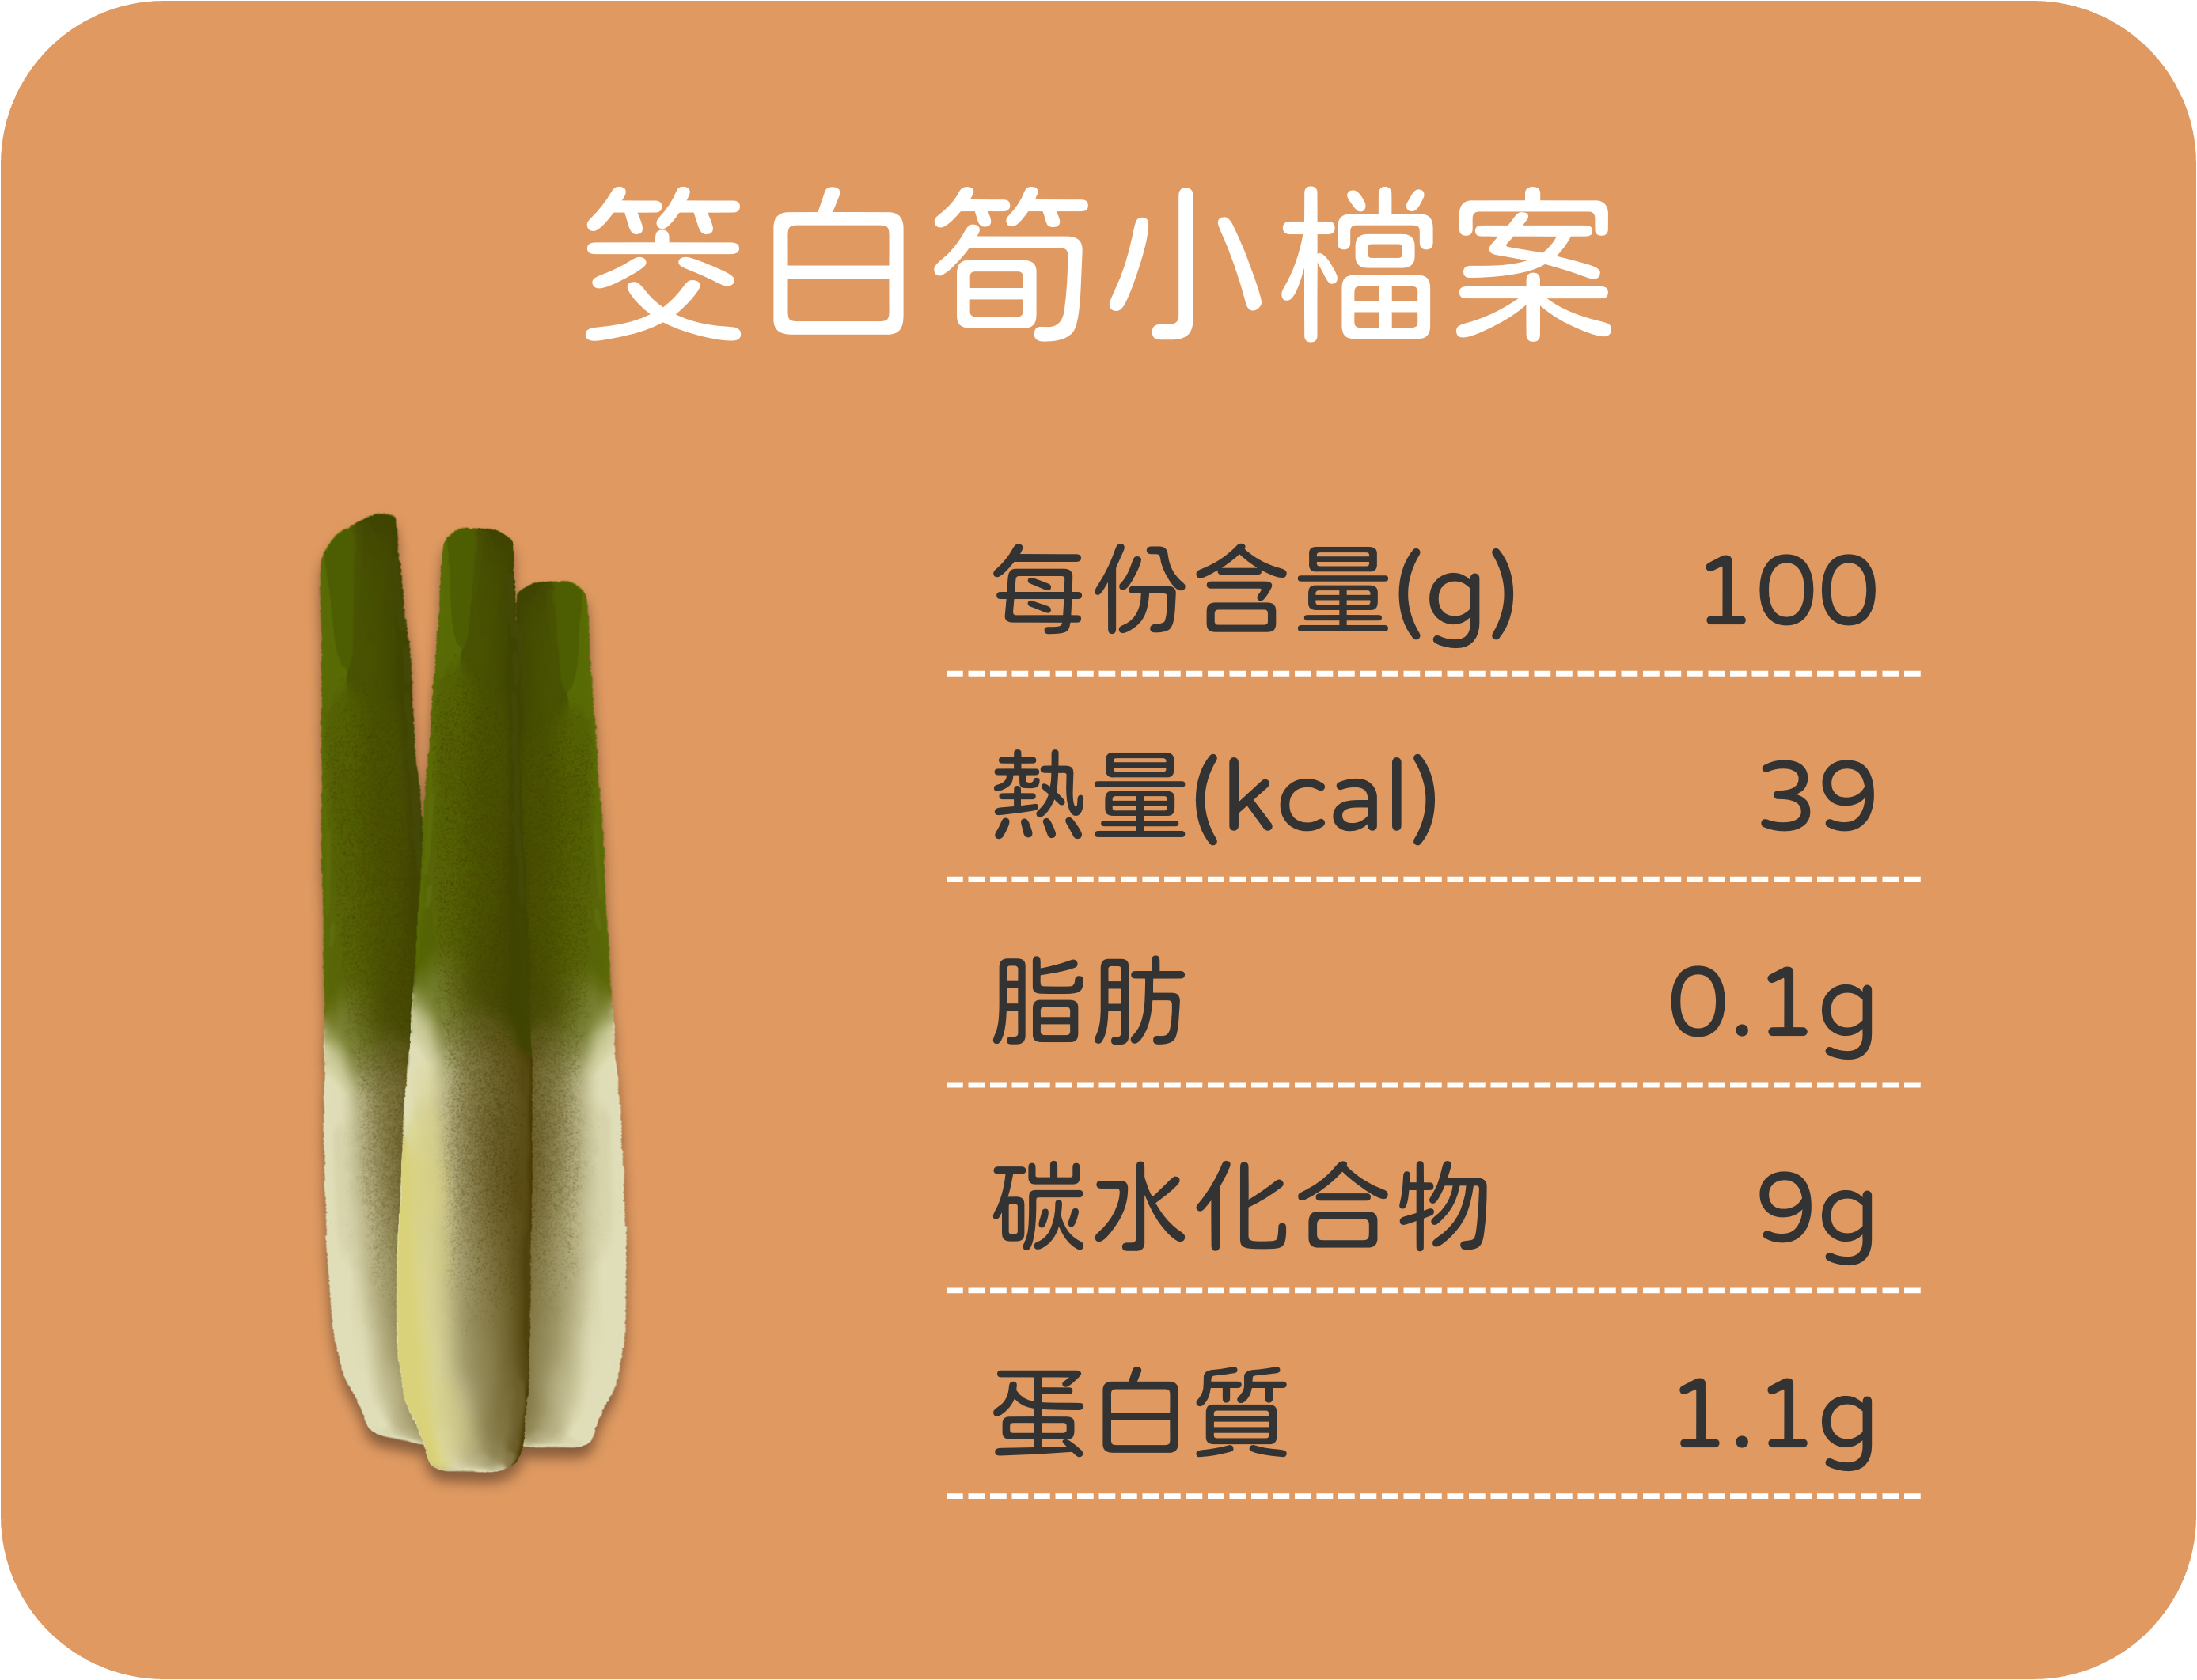 筊白筍小檔案
每份含量(g) 100
熱量(kcal) 39
脂肪 0.1g
碳水化合物 9g
蛋白質 1.1g